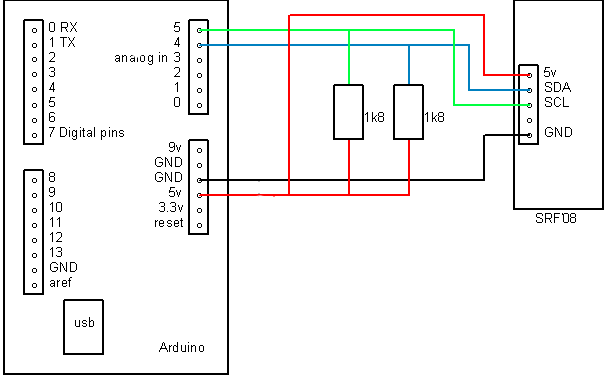 0 RX
1 TX
2
3
4
5
6
7 Digital pins
5
4
analog in 3
2
1
0
9v
GND
GND
5v
3.3v
reset
8
9
10
11
12
13
GND
aref
usb
Arduino
1k8
1k8
5v
SDA
SCL
GND
SRF08